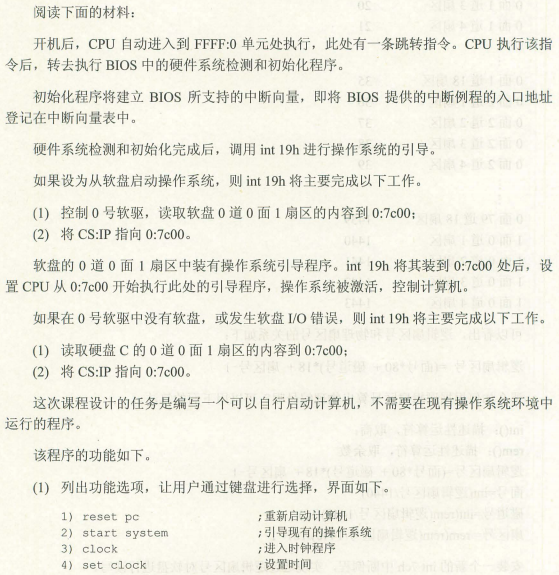 阅读下面的材料：
开机后，CPU 自动进入到 FFFF:0 单元处执行，此处有一条跳转指令。CPU 执行该指
令后，转去执行 BIOS 中的硬件系统检测和初始化程序。
初始化程序将建立 BIOS 所支持的中断向量，即将 BIOS 提供的中断例程的入口地址
登记在中断向量表中。
硬件系统检测和初始化完成后，调用 int 19h 进行操作系统的引导。
如果设为从软盘启动操作系统，则 int 19h 将主要完成以下工作。
(1) 控制 0 号软驱，读取软盘 0 道 0 面 1 扇区的内容到 0:7c00；
(2) 将 CS:IP 指向 0:7c00。
软盘的 0 道 0 面 1 扇区中装有操作系统引导程序。int 19h 将其装到 0:7c00 处后，设
置 CPU 从 0:7c00 开始执行此处的引导程序，操作系统被激活，控制计算机。
如果在 0 号软驱中没有软盘，或发生软盘 I/O 错误，则 int 19h 将主要完成以下工作。
(1) 读取硬盘 C 的 0 道 0 面 1 扇区的内容到 0:7c00；
(2) 将 CS:IP 指向 0:7c00。
这次课程设计的任务是编写一个可以自行启动计算机，不需要在现有操作系统环境中
运行的程序。
该程序的功能如下。
(1) 列出功能选项，让用户通过键盘进行选择，界面如下。
1) reset pc ;重新启动计算机
2) start system ;引导现有的操作系统
3) clock ;进入时钟程序
4) set clock ;设置时间